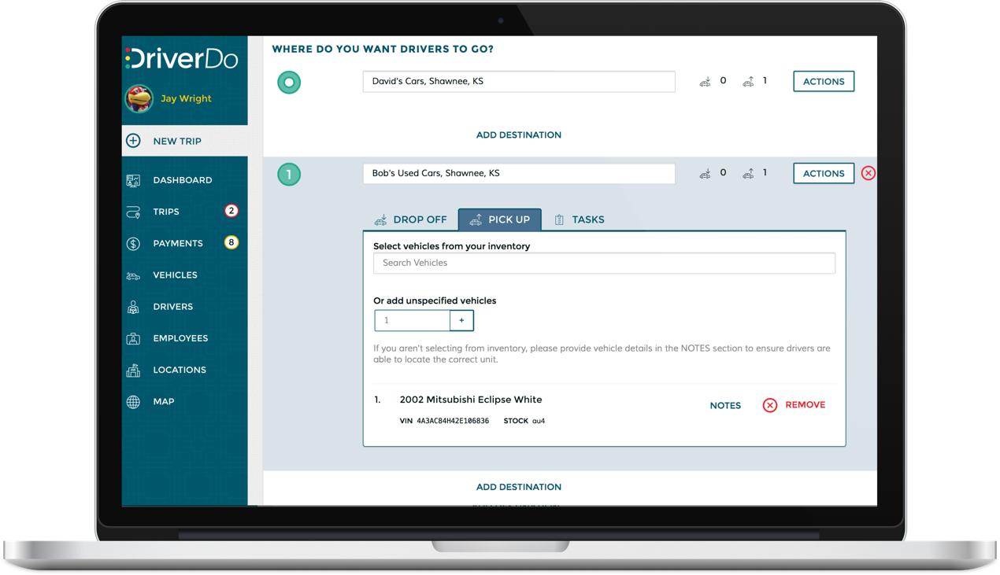 DriverDo
Jay Wright
NEW TRIP
DASHBOARD
TRIPS 2
PAYMENTS 8
VEHICLES
DRIVERS
EMPLOYEES
LOCATIONS
MAP
WHERE DO YOU WANT DRIVERS TO GO?
David's Cars, Shawnee, KS 0 1 ACTIONS
ADD DESTINATION
1 Bob's Used Cars, Shawnee, KS 0 1 ACTIONS
DROP OFF PICK UP TASKS
Select vehicles from your inventory
Search Vehicles
Or add unspecified vehicles
1 +
If you aren't selecting from inventory, please provide vehicle details in the NOTES section to ensure drivers are
able to locate the correct unit.
1. 2002 Mitsubishi Eclipse White NOTES REMOVE
VIN 4A3AC84H42E106836 STOCK au4
ADD DESTINATION